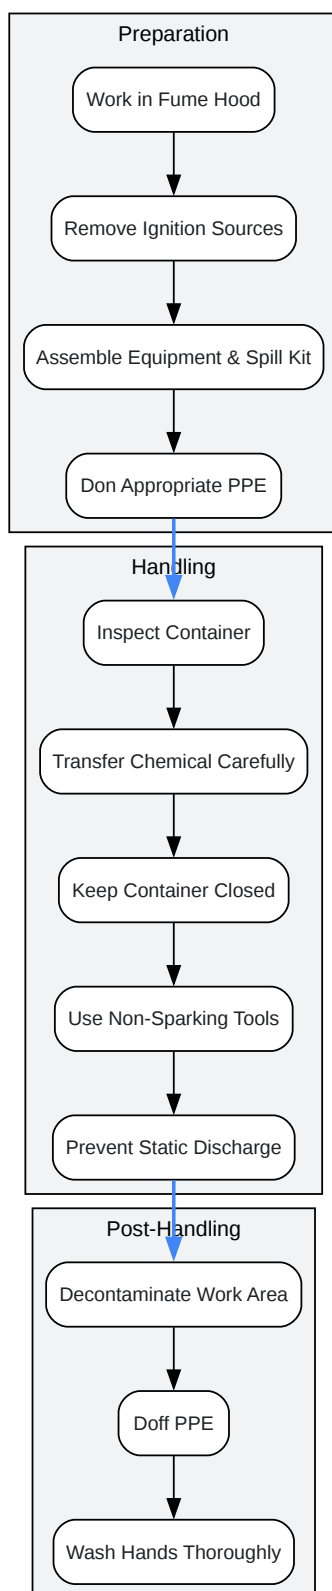 Preparation
Work in Fume Hood
Remove Ignition Sources
Assemble Equipment & Spill Kit
Don Appropriate PPE
Handling
Inspect Container
Transfer Chemical Carefully
Keep Container Closed
Use Non-Sparking Tools
Prevent Static Discharge
Post-Handling
Decontaminate Work Area
Doff PPE
Wash Hands Thoroughly